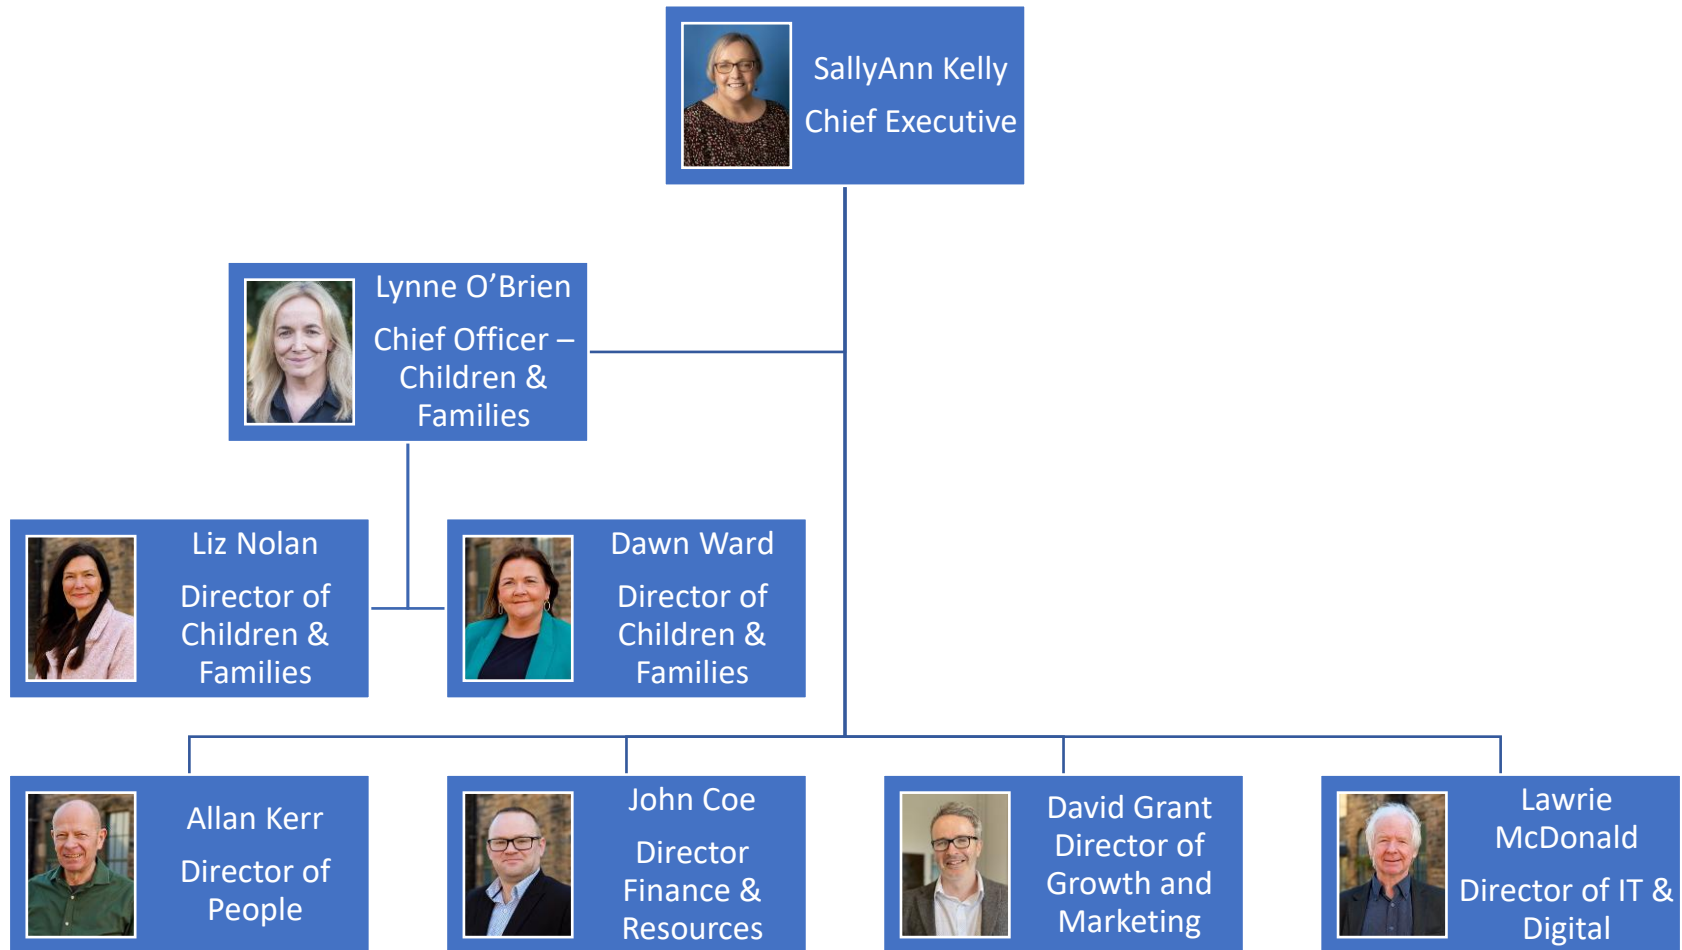 SallyAnn Kelly
Chief Executive
Lynne O’Brien
Chief Officer –
Children &
Families
Liz Nolan
Director of
Children &
Families
Dawn Ward
Director of
Children &
Families
Allan Kerr
Director of
People
John Coe
Director
Finance &
Resources
David Grant
Director of
Growth and
Marketing
Lawrie
McDonald
Director of IT &
Digital